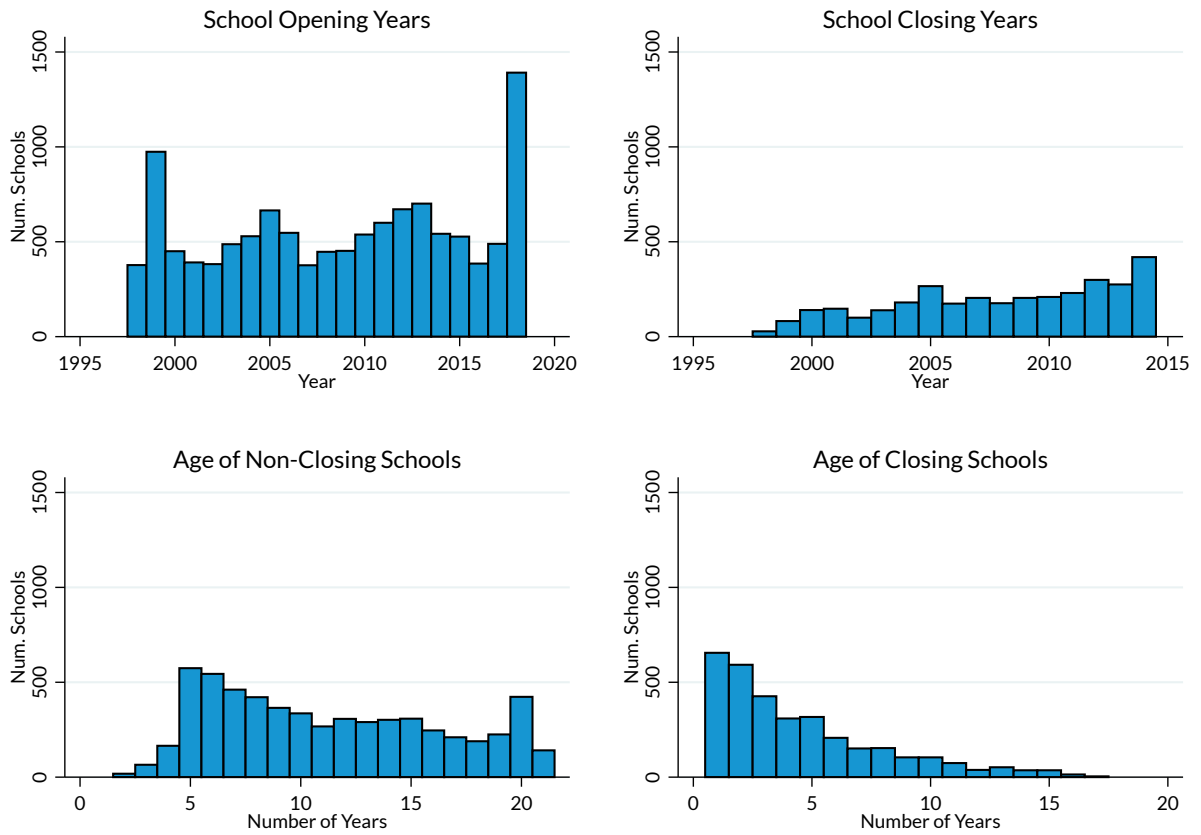 School Opening Years
1500
1000
500
0
Num. Schools
1995 2000 2005 2010 2015 2020
Year
School Closing Years
1500
1000
500
0
Num. Schools
1995 2000 2005 2010 2015
Year
Age of Non-Closing Schools
1500
1000
500
0
Num. Schools
0 5 10 15 20
Number of Years
Age of Closing Schools
1500
1000
500
0
Num. Schools
0 5 10 15 20
Number of Years